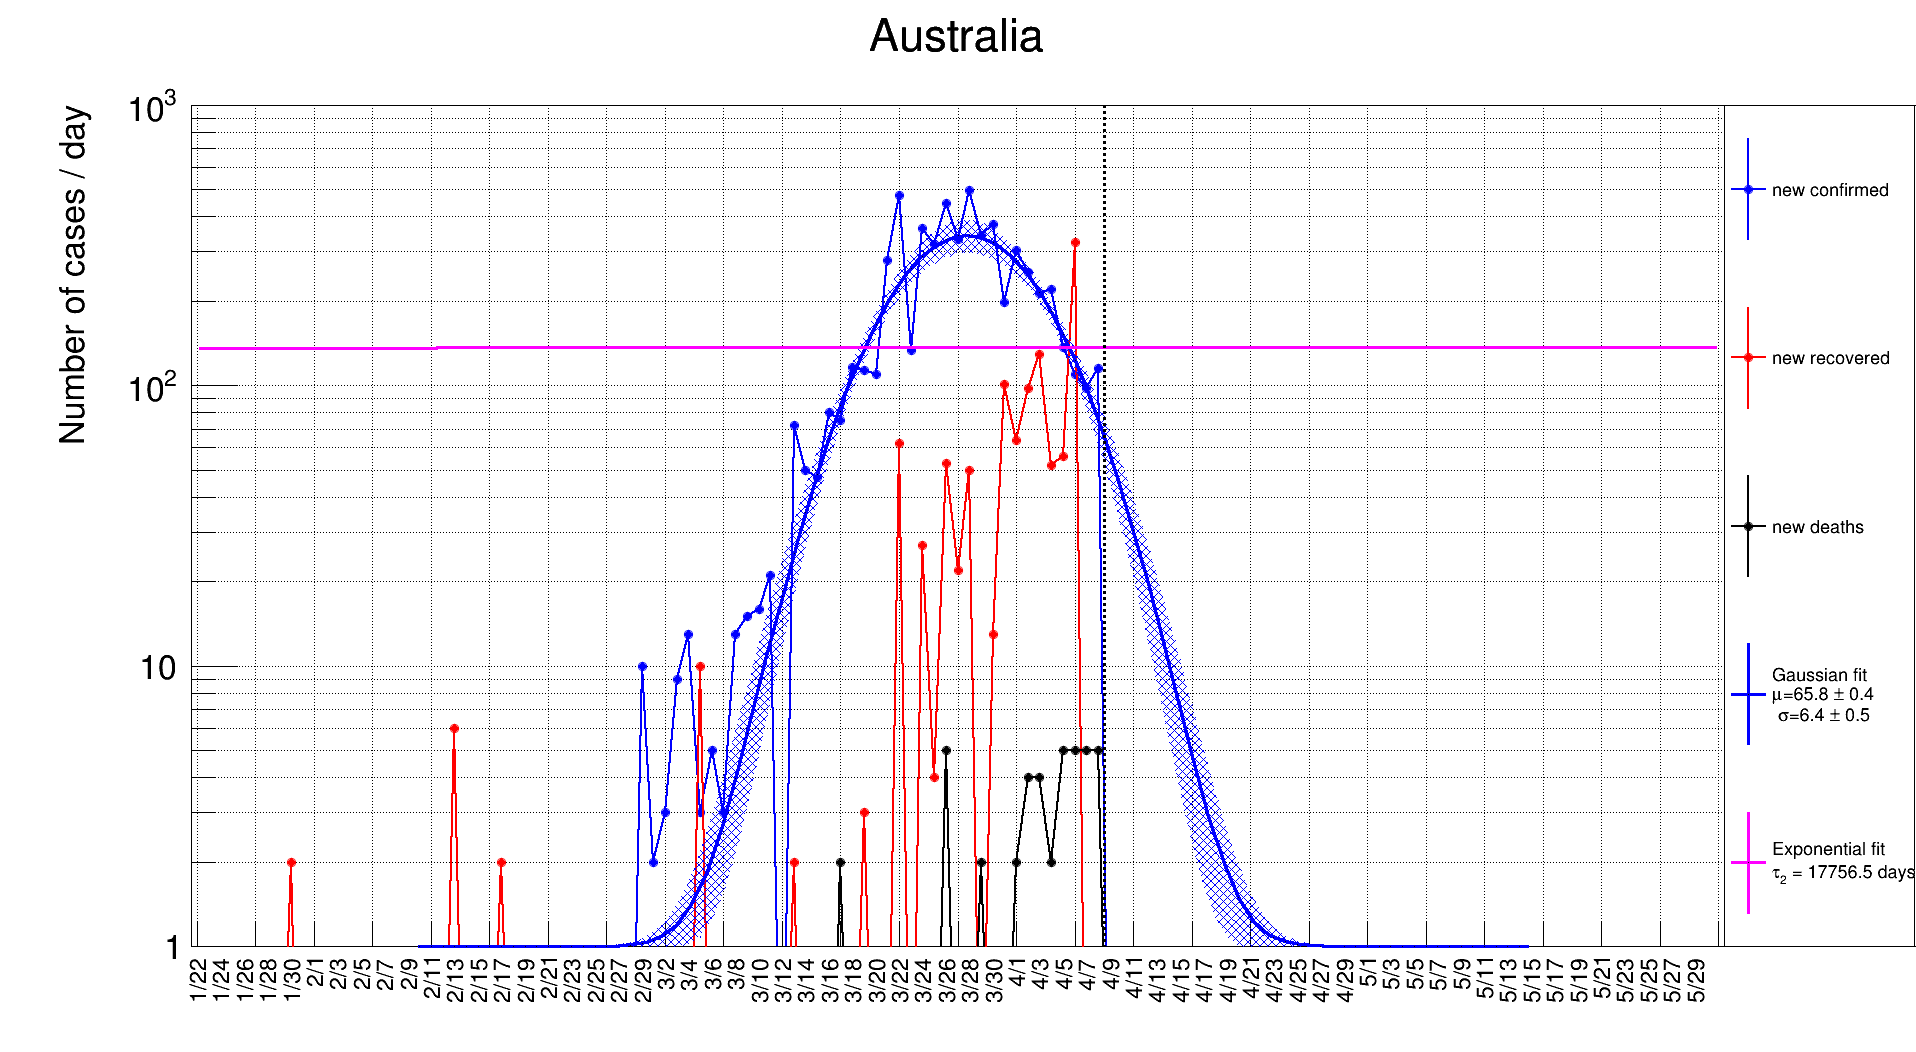 Australia
Number of cases / day
10³
10²
10
1
1/22 1/24 1/26 1/28 1/30 2/1 2/3 2/5 2/7 2/9 2/11 2/13 2/15 2/17 2/19 2/21 2/23 2/25 2/27 2/29 3/2 3/4 3/6 3/8 3/10 3/12 3/14 3/16 3/18 3/20 3/22 3/24 3/26 3/28 3/30 4/1 4/3 4/5 4/7 4/9 4/11 4/13 4/15 4/17 4/19 4/21 4/23 4/25 4/27 4/29 5/1 5/3 5/5 5/7 5/9 5/11 5/13 5/15 5/17 5/19 5/21 5/23 5/25 5/27 5/29
new confirmed
new recovered
new deaths
Gaussian fit
μ=65.8 ± 0.4
σ=6.4 ± 0.5
Exponential fit
τ₂ = 17756.5 days